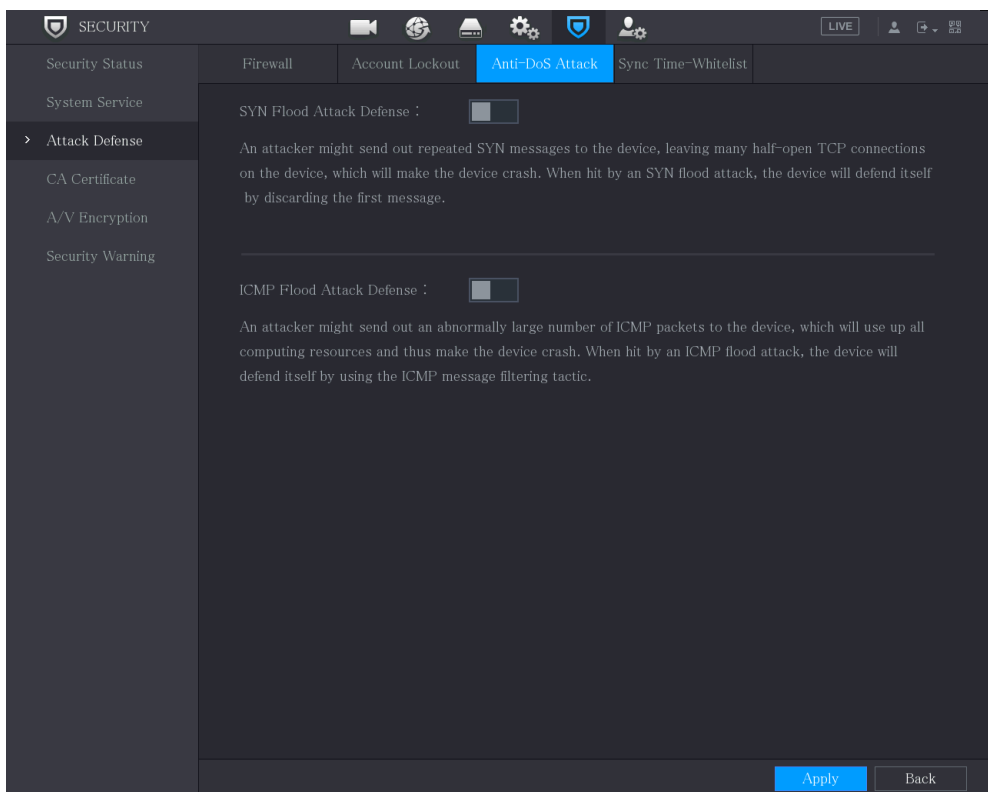 SECURITY
LIVE
Security Status
System Service
Attack Defense
CA Certificate
A/V Encryption
Security Warning
Firewall
Account Lockout
Anti-DoS Attack
Sync Time-Whitelist
SYN Flood Attack Defense :
An attacker might send out repeated SYN messages to the device, leaving many half-open TCP connections
on the device, which will make the device crash. When hit by an SYN flood attack, the device will defend itself
by discarding the first message.
ICMP Flood Attack Defense :
An attacker might send out an abnormally large number of ICMP packets to the device, which will use up all
computing resources and thus make the device crash. When hit by an ICMP flood attack, the device will
defend itself by using the ICMP message filtering tactic.
Apply
Back